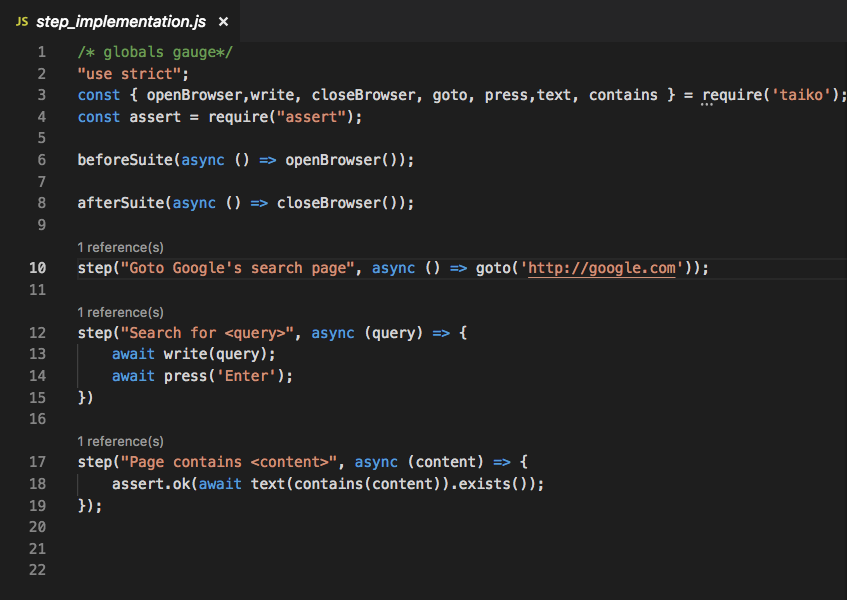 JS step_implementation.js ×
1 /* globals gauge*/
2 "use strict";
3 const { openBrowser,write, closeBrowser, goto, press,text, contains } = require('taiko');
4 const assert = require("assert");
5
6 beforeSuite(async () => openBrowser());
7
8 afterSuite(async () => closeBrowser());
9
1 reference(s)
10 step("Goto Google's search page", async () => goto('http://google.com'));
11
1 reference(s)
12 step("Search for <query>", async (query) => {
13     await write(query);
14     await press('Enter');
15 })
16
1 reference(s)
17 step("Page contains <content>", async (content) => {
18     assert.ok(await text(contains(content)).exists());
19 });
20
21
22